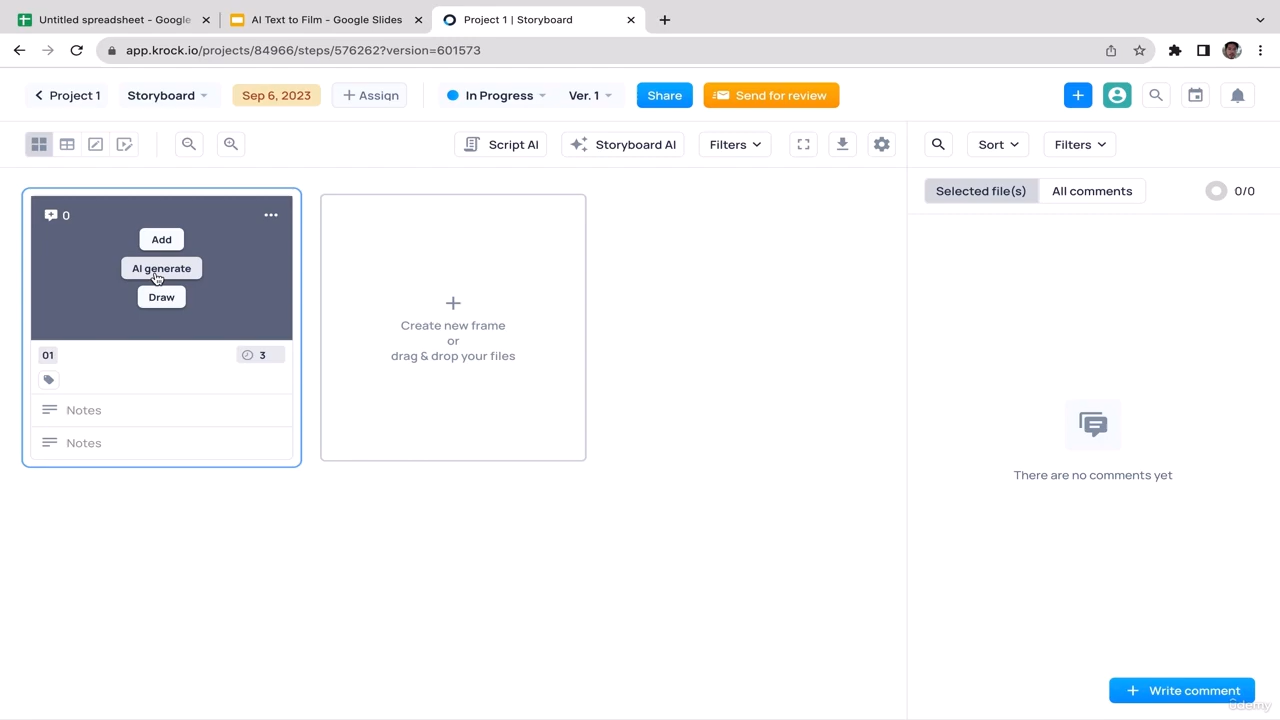 Untitled spreadsheet - Google
AI Text to Film - Google Slides
Project 1 | Storyboard
app.krock.io/projects/84966/steps/576262?version=601573
Project 1
Storyboard
Sep 6, 2023
Assign
In Progress
Ver. 1
Share
Send for review
Script AI
Storyboard AI
Filters
Sort
Filters
Selected file(s)
All comments
0/0
0
Add
AI generate
Draw
01
3
Notes
Notes
Create new frame
or
drag & drop your files
There are no comments yet
Write comment
ûdemy